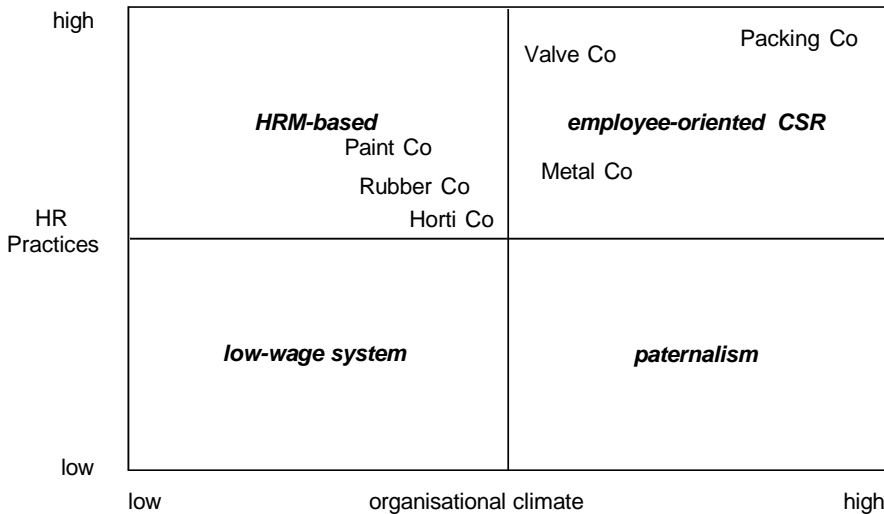 high
Packing Co
Valve Co
HRM-based
employee-oriented CSR
Paint Co
Metal Co
Rubber Co
HR
Practices
Horti Co
low-wage system
paternalism
low
low
organisational climate
high